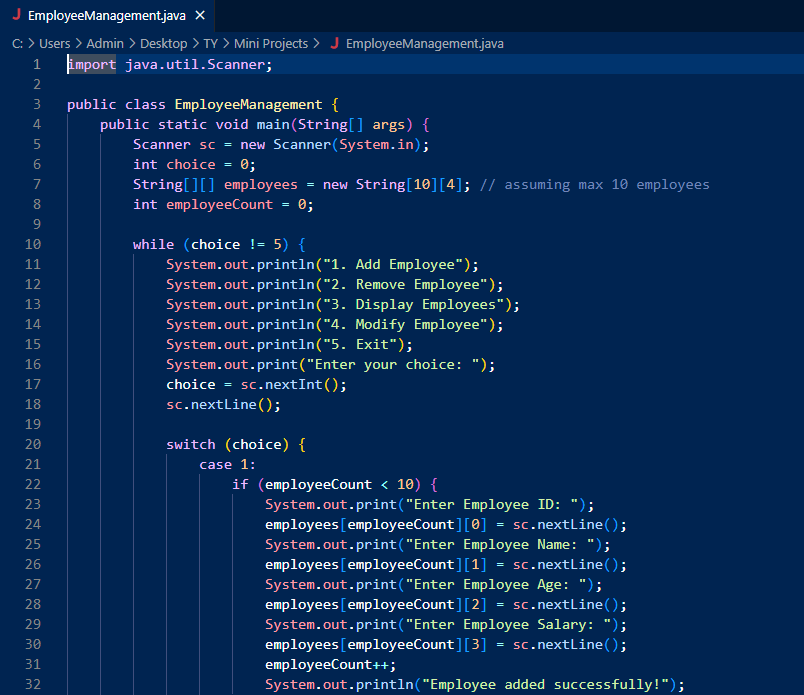 EmployeeManagement.java
C: > Users > Admin > Desktop > TY > Mini Projects > EmployeeManagement.java
1 import java.util.Scanner;
2
3 public class EmployeeManagement {
4     public static void main(String[] args) {
5         Scanner sc = new Scanner(System.in);
6         int choice = 0;
7         String[][] employees = new String[10][4]; // assuming max 10 employees
8         int employeeCount = 0;
9
10         while (choice != 5) {
11             System.out.println("1. Add Employee");
12             System.out.println("2. Remove Employee");
13             System.out.println("3. Display Employees");
14             System.out.println("4. Modify Employee");
15             System.out.println("5. Exit");
16             System.out.print("Enter your choice: ");
17             choice = sc.nextInt();
18             sc.nextLine();
19
20             switch (choice) {
21                 case 1:
22                     if (employeeCount < 10) {
23                         System.out.print("Enter Employee ID: ");
24                         employees[employeeCount][0] = sc.nextLine();
25                         System.out.print("Enter Employee Name: ");
26                         employees[employeeCount][1] = sc.nextLine();
27                         System.out.print("Enter Employee Age: ");
28                         employees[employeeCount][2] = sc.nextLine();
29                         System.out.print("Enter Employee Salary: ");
30                         employees[employeeCount][3] = sc.nextLine();
31                         employeeCount++;
32                         System.out.println("Employee added successfully!");